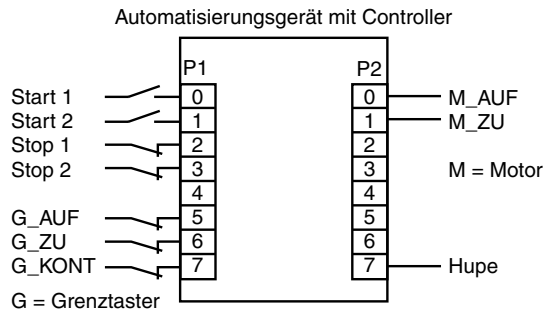 Automatisierungsgerät mit Controller
P1 P2
Start 1 0 0 M_AUF
Start 2 1 1 M_ZU
Stop 1 2 2
Stop 2 3 3 M = Motor
4 4
G_AUF 5 5
G_ZU 6 6
G_KONT 7 7 Hupe
G = Grenztaster